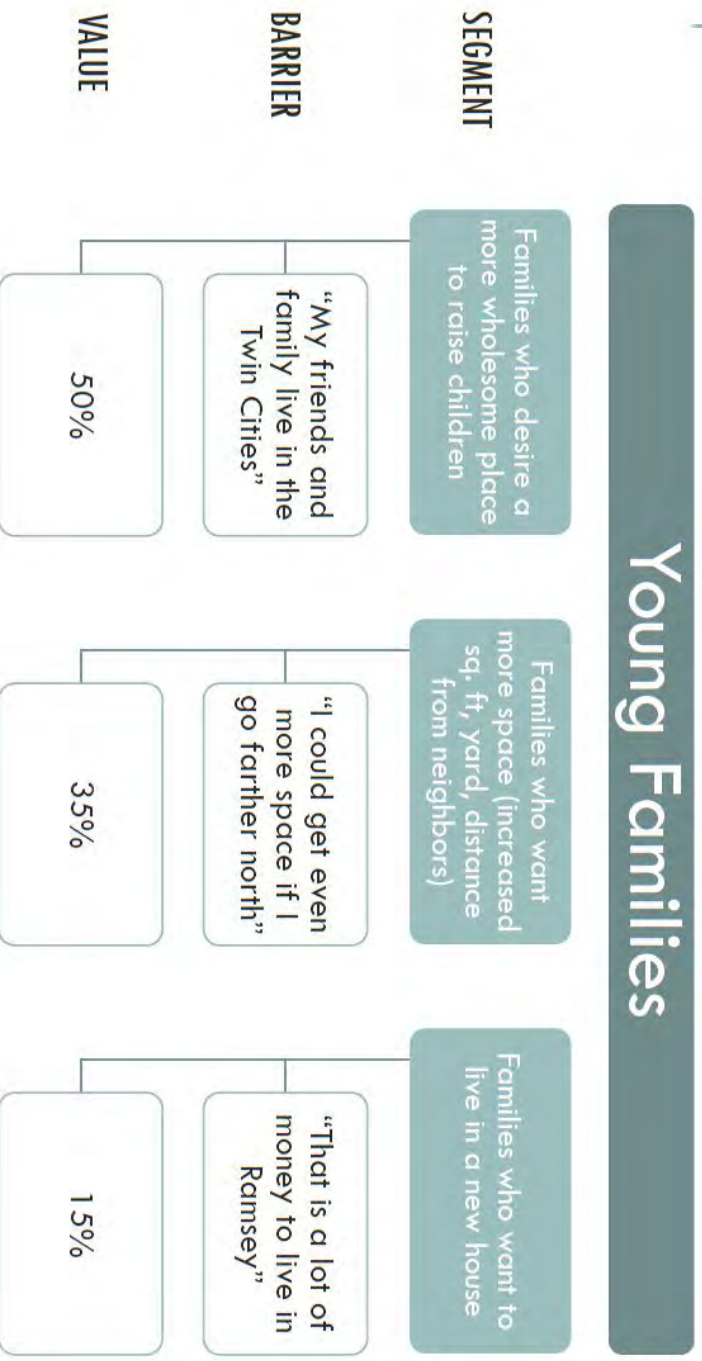 Young Families
SEGMENT
Families who desire a
more wholesome place
to raise children
Families who want
more space (increased
sq. ft, yard, distance
from neighbors)
Families who want to
live in a new house
BARRIER
“My friends and
family live in the
Twin Cities”
“I could get even
more space if I
go farther north”
“That is a lot of
money to live in
Ramsey”
VALUE
50%
35%
15%